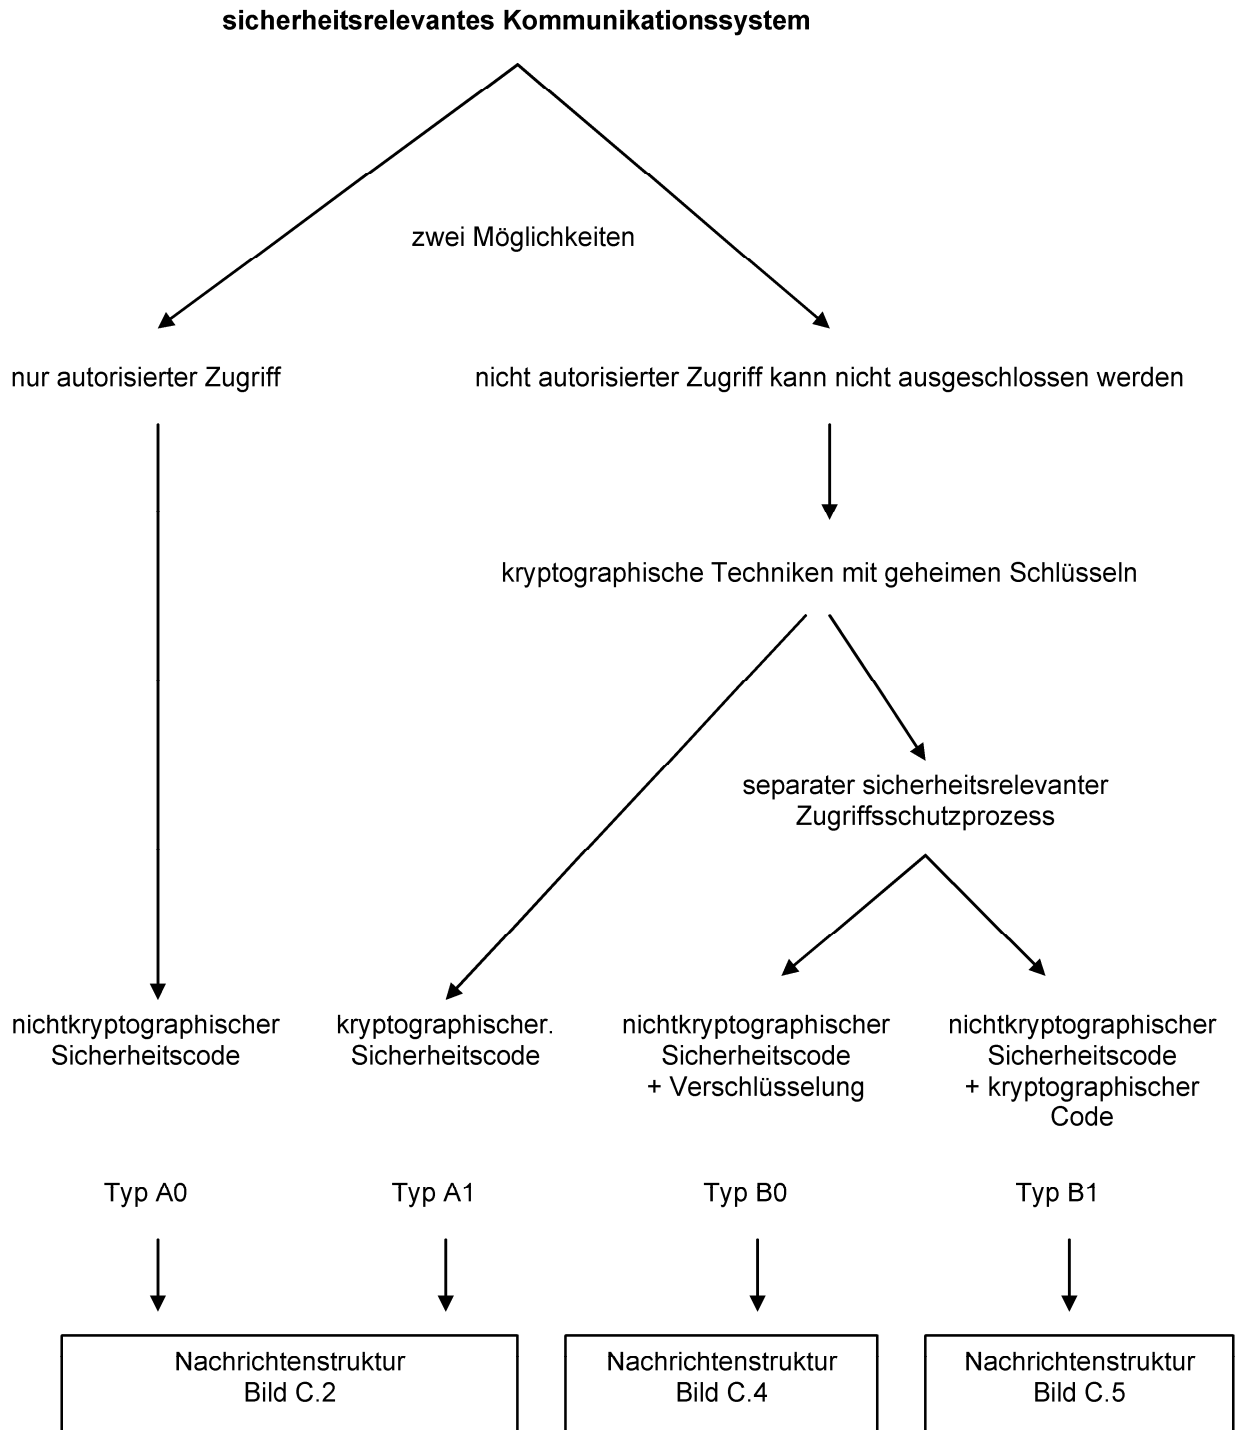 sicherheitsrelevantes Kommunikationssystem
zwei Möglichkeiten
nur autorisierter Zugriff
nicht autorisierter Zugriff kann nicht ausgeschlossen werden
kryptographische Techniken mit geheimen Schlüsseln
separater sicherheitsrelevanter
Zugriffsschutzprozess
nichtkryptographischer
Sicherheitscode
kryptographischer.
Sicherheitscode
nichtkryptographischer
Sicherheitscode
+ Verschlüsselung
nichtkryptographischer
Sicherheitscode
+ kryptographischer
Code
Typ A0
Typ A1
Typ B0
Typ B1
Nachrichtenstruktur
Bild C.2
Nachrichtenstruktur
Bild C.4
Nachrichtenstruktur
Bild C.5